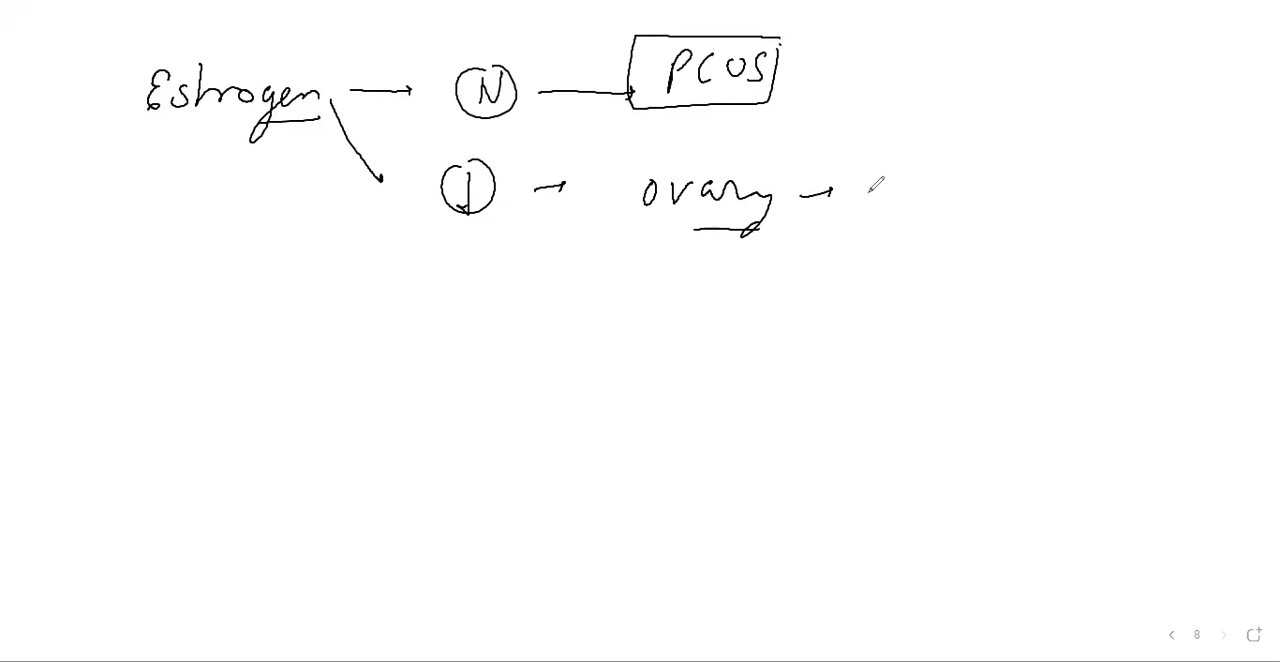 Estrogen → N → PCOS
↓ → ovary →
8